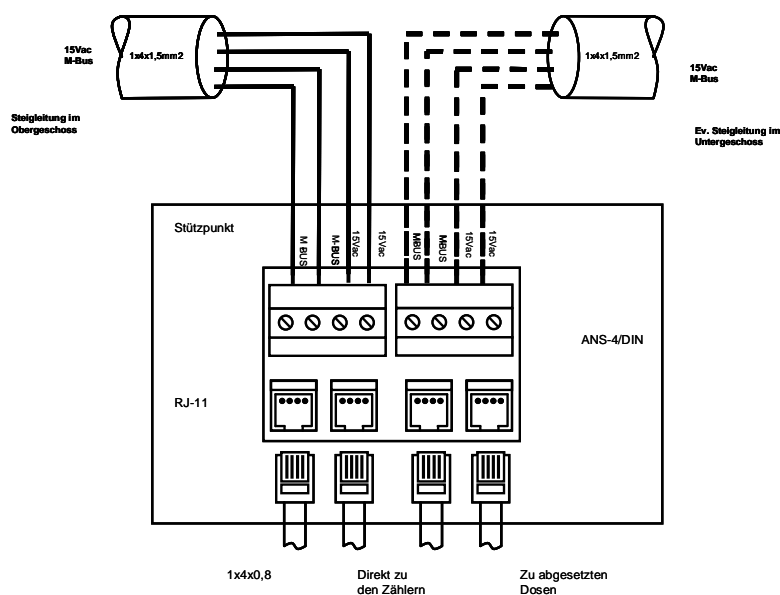 15Vac
M-Bus
1x4x1,5mm2
1x4x1,5mm2
15Vac
M-Bus
Steigleitung im
Obergeschoss
Ev. Steigleitung im
Untergeschoss
Stützpunkt
M-BUS
M-BUS
15Vac
15Vac
MBUS
MBUS
15Vac
15Vac
ANS-4/DIN
RJ-11
1x4x0,8
Direkt zu
den Zählern
Zu abgesetzten
Dosen